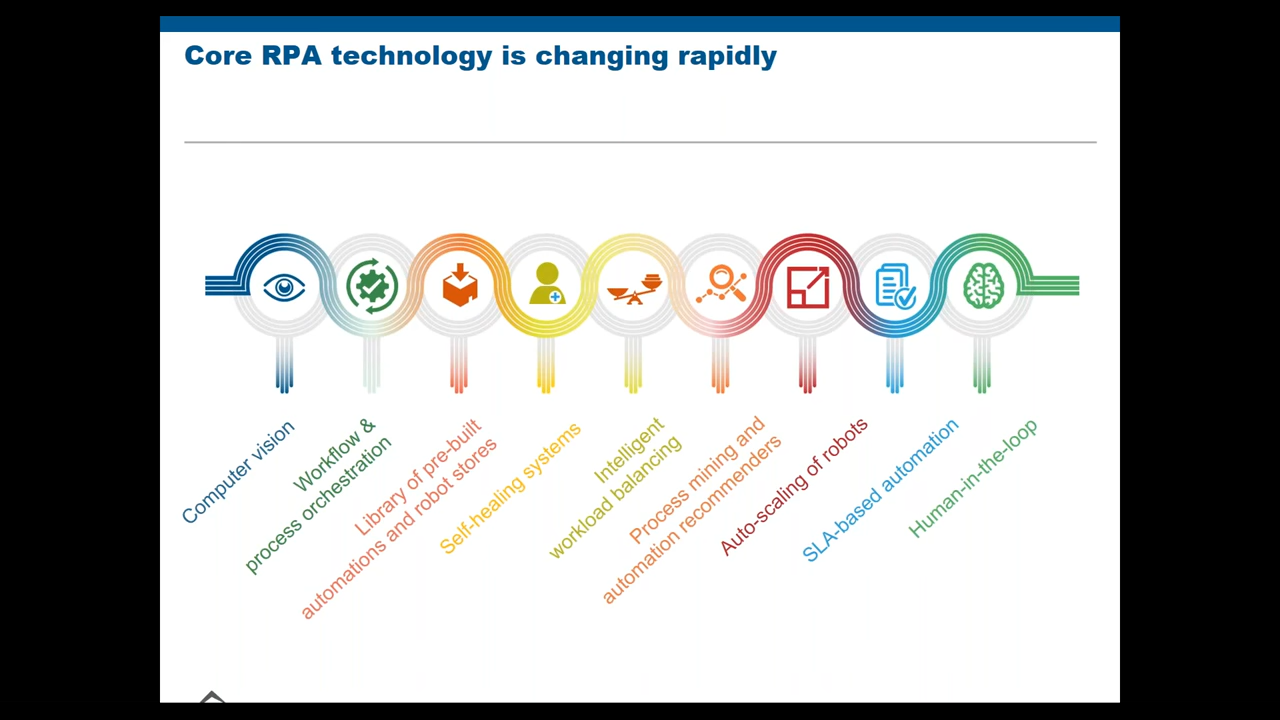 Core RPA technology is changing rapidly
Computer vision
Workflow &
process orchestration
Library of pre-built
automations and robot stores
Self-healing systems
Intelligent
workload balancing
Process mining and
automation recommenders
Auto-scaling of robots
SLA-based automation
Human-in-the-loop